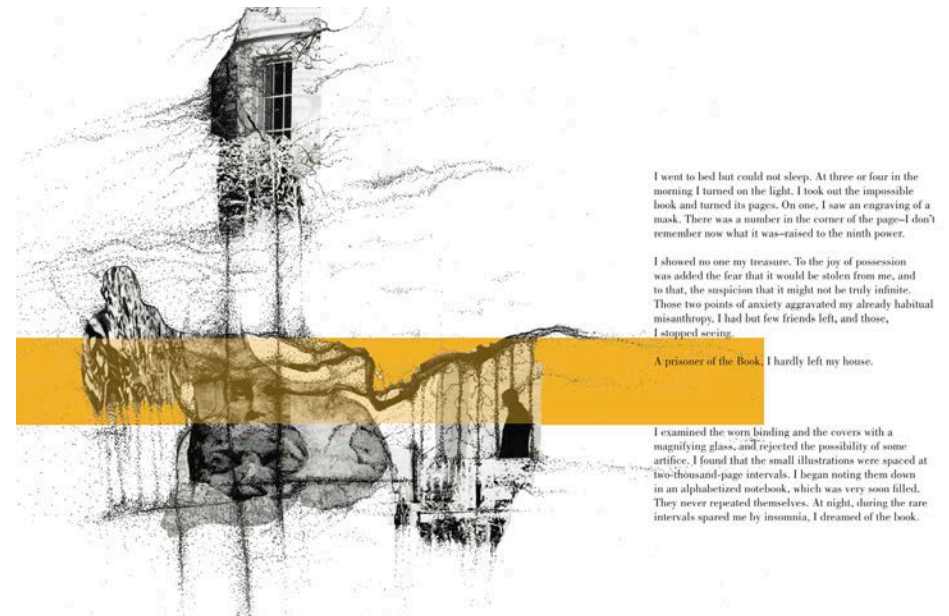 I went to bed but could not sleep. At three or four in the
morning I turned on the light. I took out the impossible
book and turned its pages. On one, I saw an engraving of a
mask. There was a number in the corner of the page–I don't
remember now what it was–raised to the ninth power.
I showed no one my treasure. To the joy of possession
was added the fear that it would be stolen from me, and
to that, the suspicion that it might not be truly infinite.
Those two points of anxiety aggravated my already habitual
misanthropy. I had but few friends left, and those,
I stopped seeing.
A prisoner of the Book, I hardly left my house.
I examined the worn binding and the covers with a
magnifying glass, and rejected the possibility of some
artifice. I found that the small illustrations were spaced at
two-thousand-page intervals. I began noting them down
in an alphabetized notebook, which was very soon filled.
They never repeated themselves. At night, during the rare
intervals spared me by insomnia, I dreamed of the book.